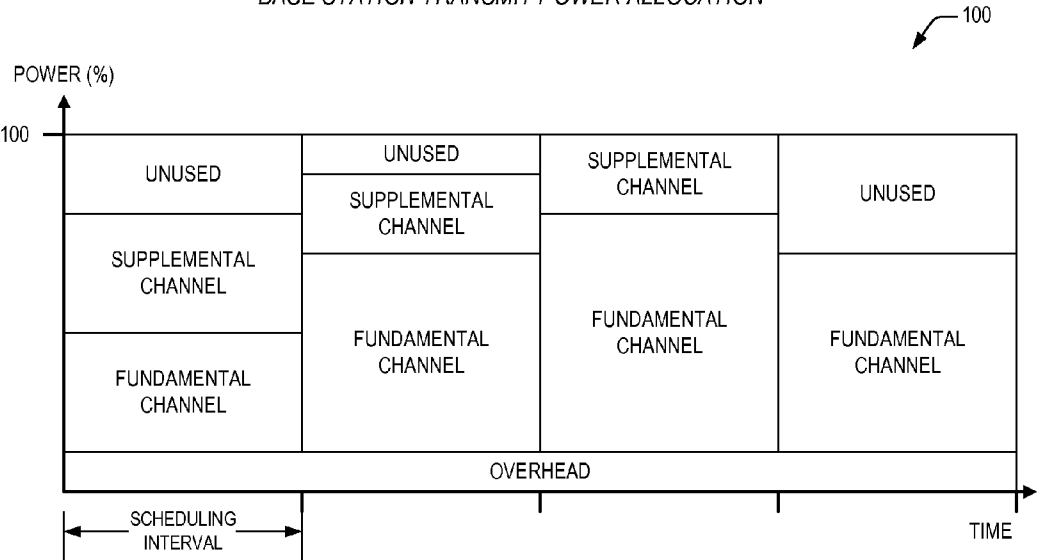 BASE STATION TRANSMIT POWER ALLOCATION
100
POWER (%)
100
UNUSED
SUPPLEMENTAL
CHANNEL
FUNDAMENTAL
CHANNEL
UNUSED
SUPPLEMENTAL
CHANNEL
FUNDAMENTAL
CHANNEL
SUPPLEMENTAL
CHANNEL
FUNDAMENTAL
CHANNEL
UNUSED
FUNDAMENTAL
CHANNEL
OVERHEAD
SCHEDULING
INTERVAL
TIME